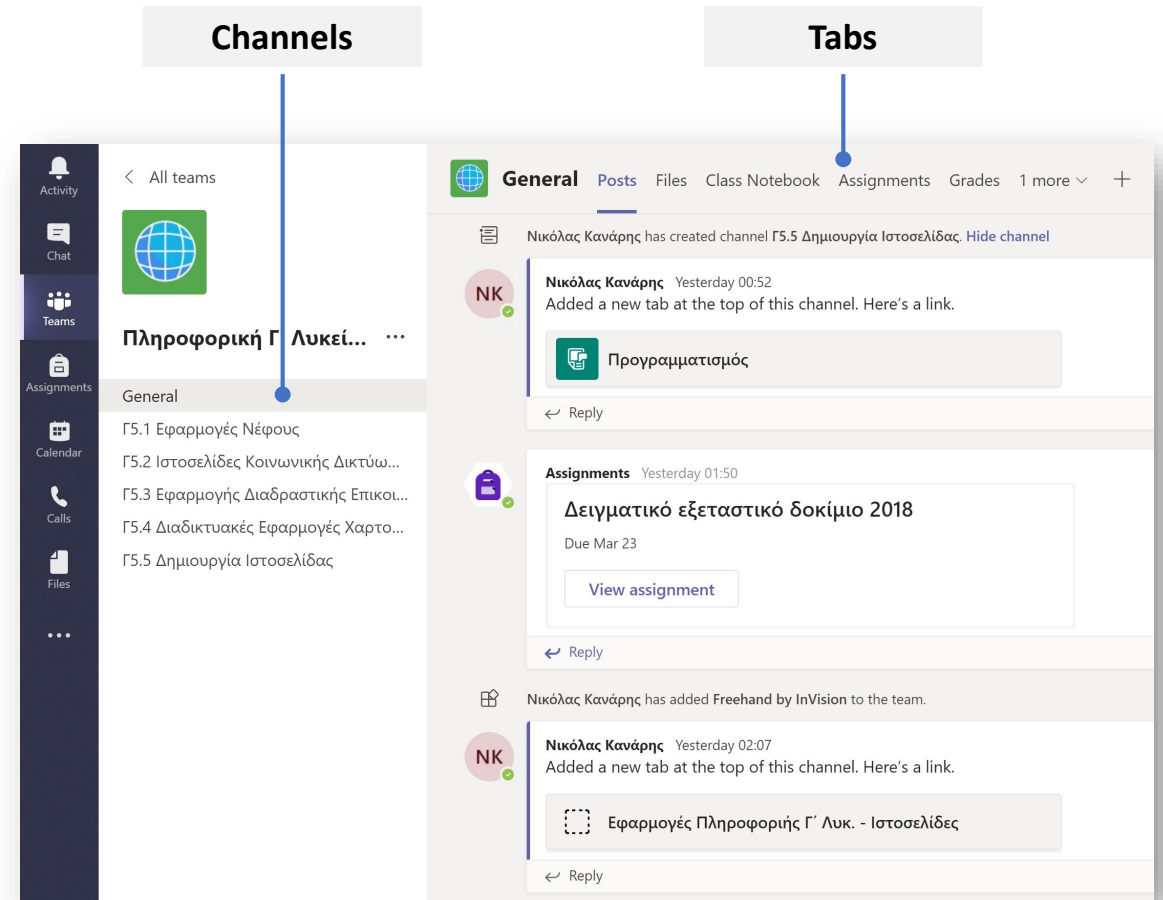 Channels
Tabs
Activity
Chat
Teams
Assignments
Calendar
Calls
Files
All teams
Πληροφορική Γ Λυκεί...
General
Γ5.1 Εφαρμογές Νέφους
Γ5.2 Ιστοσελίδες Κοινωνικής Δικτύω...
Γ5.3 Εφαρμογής Διαδραστικής Επικοι...
Γ5.4 Διαδικτυακές Εφαρμογές Χαρτο...
Γ5.5 Δημιουργία Ιστοσελίδας
General Posts Files Class Notebook Assignments Grades 1 more
Νικόλας Κανάρης has created channel Γ5.5 Δημιουργία Ιστοσελίδας. Hide channel
NK
Νικόλας Κανάρης Yesterday 00:52
Added a new tab at the top of this channel. Here's a link.
Προγραμματισμός
Reply
Assignments Yesterday 01:50
Δειγματικό εξεταστικό δοκίμιο 2018
Due Mar 23
View assignment
Reply
Νικόλας Κανάρης has added Freehand by InVision to the team.
NK
Νικόλας Κανάρης Yesterday 02:07
Added a new tab at the top of this channel. Here's a link.
Εφαρμογές Πληροφοριής Γ΄ Λυκ. - Ιστοσελίδες
Reply